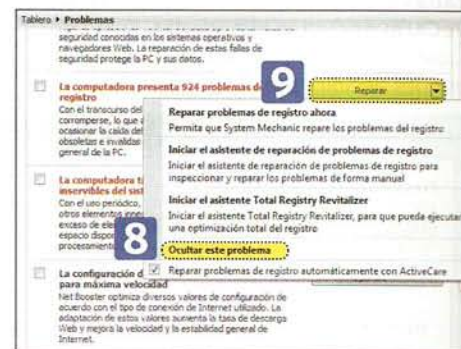 Tablero ▸ Problemas
seguridad conocidas en los sistemas operativos y
navegadores Web. La reparación de estas fallas de
seguridad protege la PC y sus datos.
La computadora presenta 924 problemas de
registro
9
Reparar
Con el transcurso del
corromperse, lo que a
ocasionar la caída del
obsoletas e inválidas
general de la PC.
Reparar problemas de registro ahora
Permita que System Mechanic repare los problemas del registro
Iniciar el asistente de reparación de problemas de registro
Iniciar el asistente de reparación de problemas de registro para
inspeccionar y reparar los problemas de forma manual
Iniciar el asistente Total Registry Revitalizer
Iniciar el asistente Total Registry Revitalizer, para que pueda ejecutar
una optimización total del registro
8
Ocultar este problema
Reparar problemas de registro automáticamente con ActiveCare
La computadora t
inservibles del sist
Con el uso periódico,
otros elementos inne
exceso de ele
espacio dispo
procesamiento
La configuración d
para máxima velocidad
Net Booster optimiza diversos valores de configuración de
acuerdo con el tipo de conexión de Internet utilizado. La
adaptación de estos valores aumenta la tasa de descarga
Web y mejora la velocidad y la estabilidad general de
Internet.